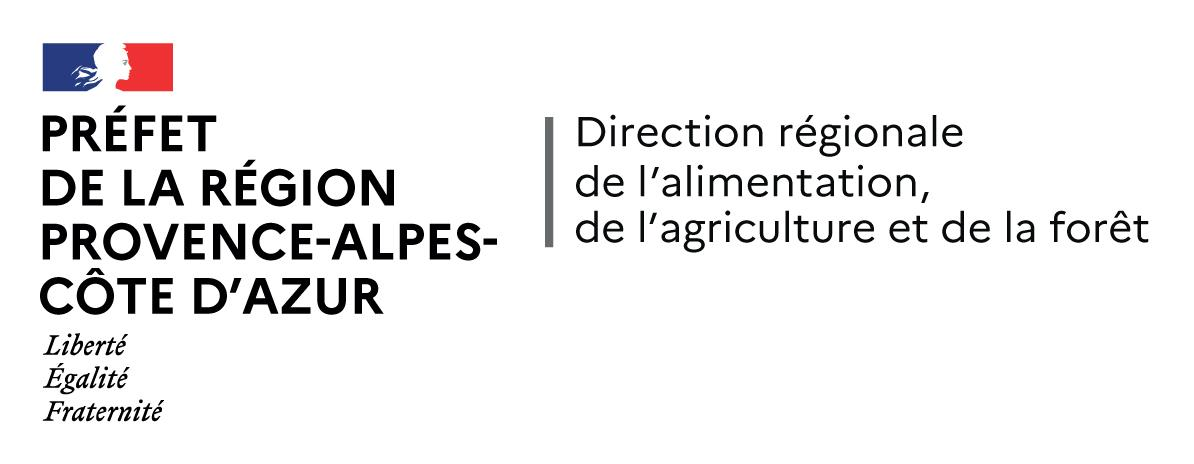 PRÉFET
DE LA RÉGION
PROVENCE-ALPES-
CÔTE D’AZUR
Liberté
Égalité
Fraternité
Direction régionale
de l’alimentation,
de l’agriculture et de la forêt